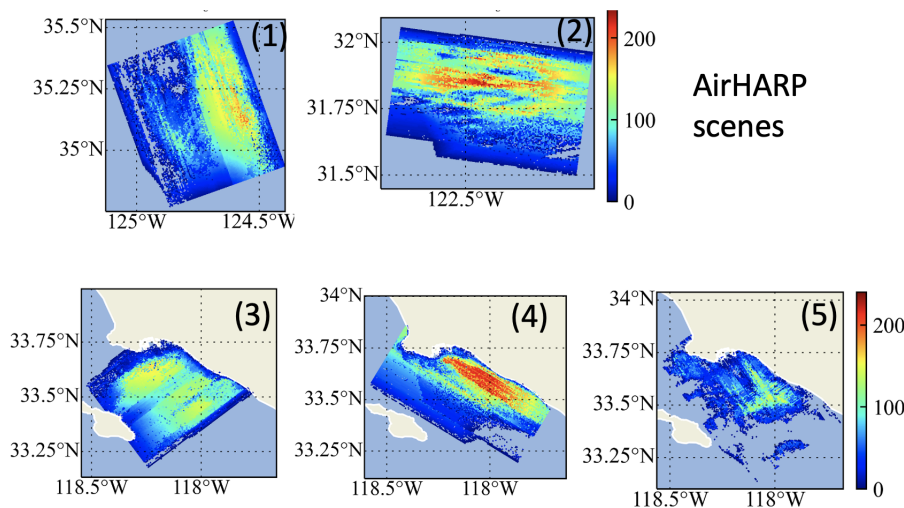 (1)
35.5°N
35.25°N
35°N
125°W 124.5°W
(2)
32°N
31.75°N
31.5°N
122.5°W
200
100
0
AirHARP
scenes
(3)
33.75°N
33.5°N
33.25°N
118.5°W 118°W
(4)
34°N
33.75°N
33.5°N
33.25°N
118.5°W 118°W
(5)
34°N
33.75°N
33.5°N
33.25°N
118.5°W 118°W
200
100
0